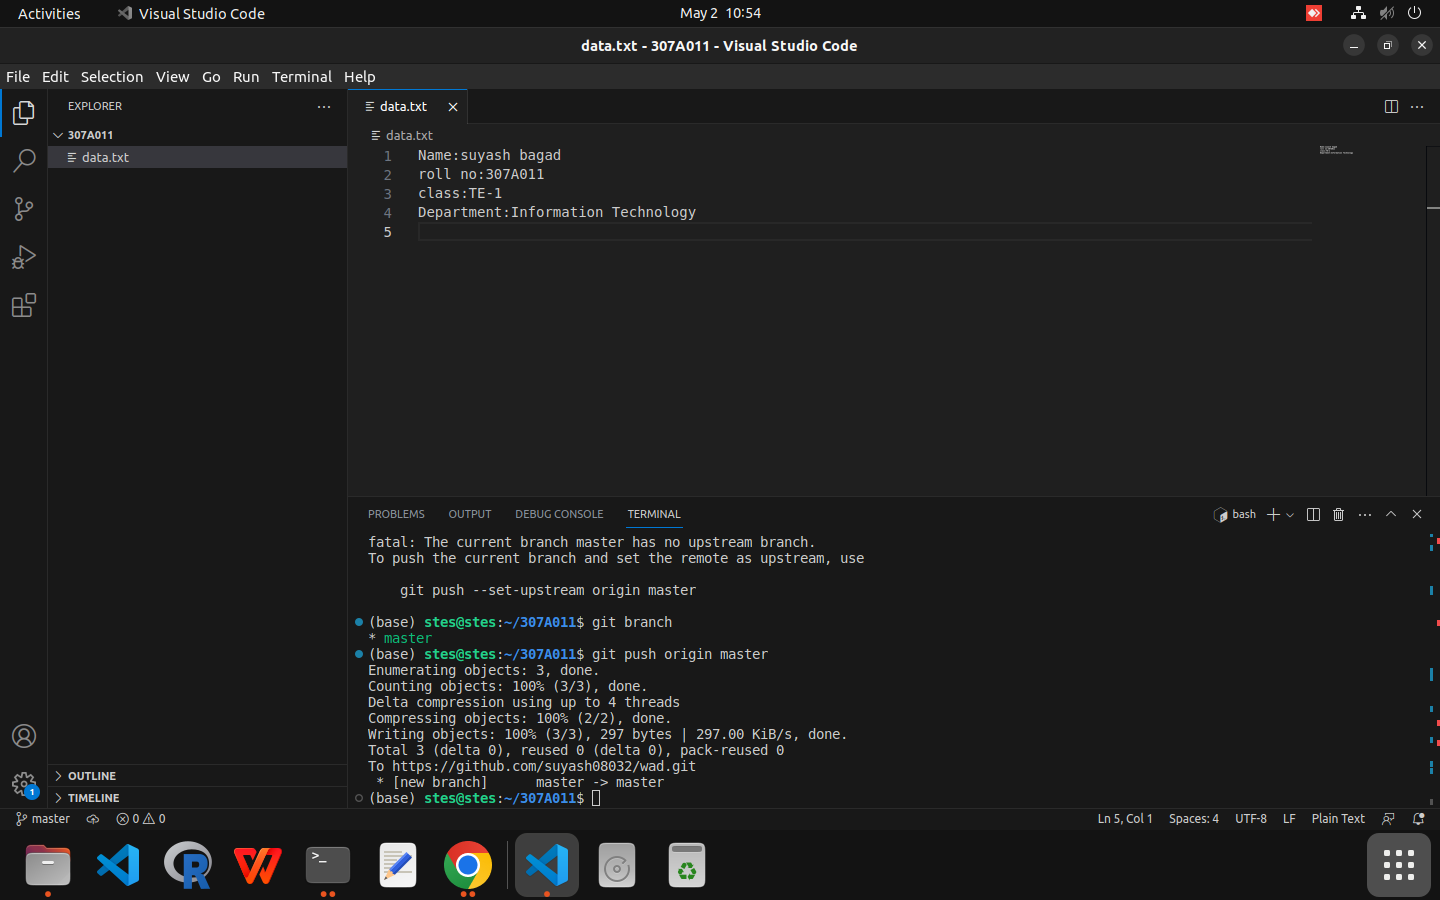 Activities Visual Studio Code May 2 10:54
data.txt - 307A011 - Visual Studio Code
File Edit Selection View Go Run Terminal Help
EXPLORER
307A011
data.txt
OUTLINE
TIMELINE
data.txt
data.txt
1 Name:suyash bagad
2 roll no:307A011
3 class:TE-1
4 Department:Information Technology
5
PROBLEMS OUTPUT DEBUG CONSOLE TERMINAL bash
fatal: The current branch master has no upstream branch.
To push the current branch and set the remote as upstream, use
git push --set-upstream origin master
(base) stes@stes:~/307A011$ git branch
* master
(base) stes@stes:~/307A011$ git push origin master
Enumerating objects: 3, done.
Counting objects: 100% (3/3), done.
Delta compression using up to 4 threads
Compressing objects: 100% (2/2), done.
Writing objects: 100% (3/3), 297 bytes | 297.00 KiB/s, done.
Total 3 (delta 0), reused 0 (delta 0), pack-reused 0
To https://github.com/suyash08032/wad.git
* [new branch] master -> master
(base) stes@stes:~/307A011$
1
master 0 0 Ln 5, Col 1 Spaces: 4 UTF-8 LF Plain Text